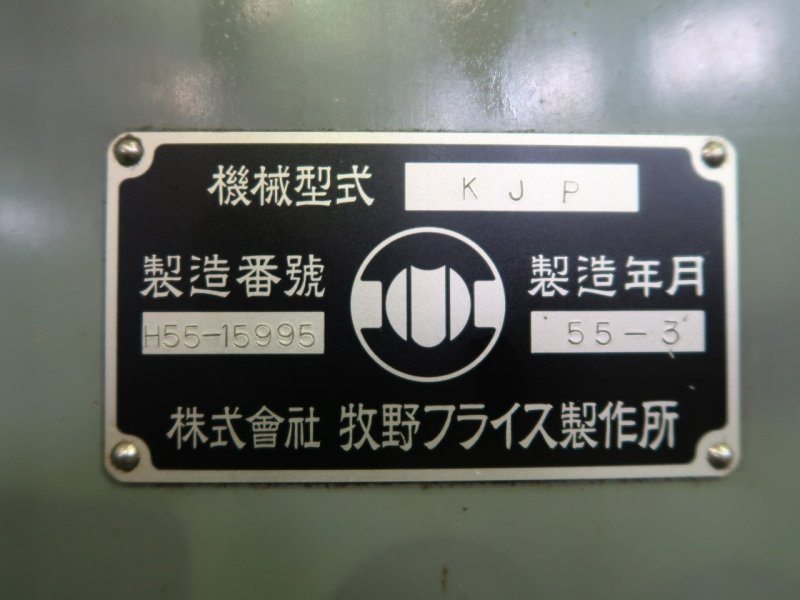 機械型式 KJP
製造番號 製造年月
H55-15995 55-3
株式會社 牧野フライス製作所